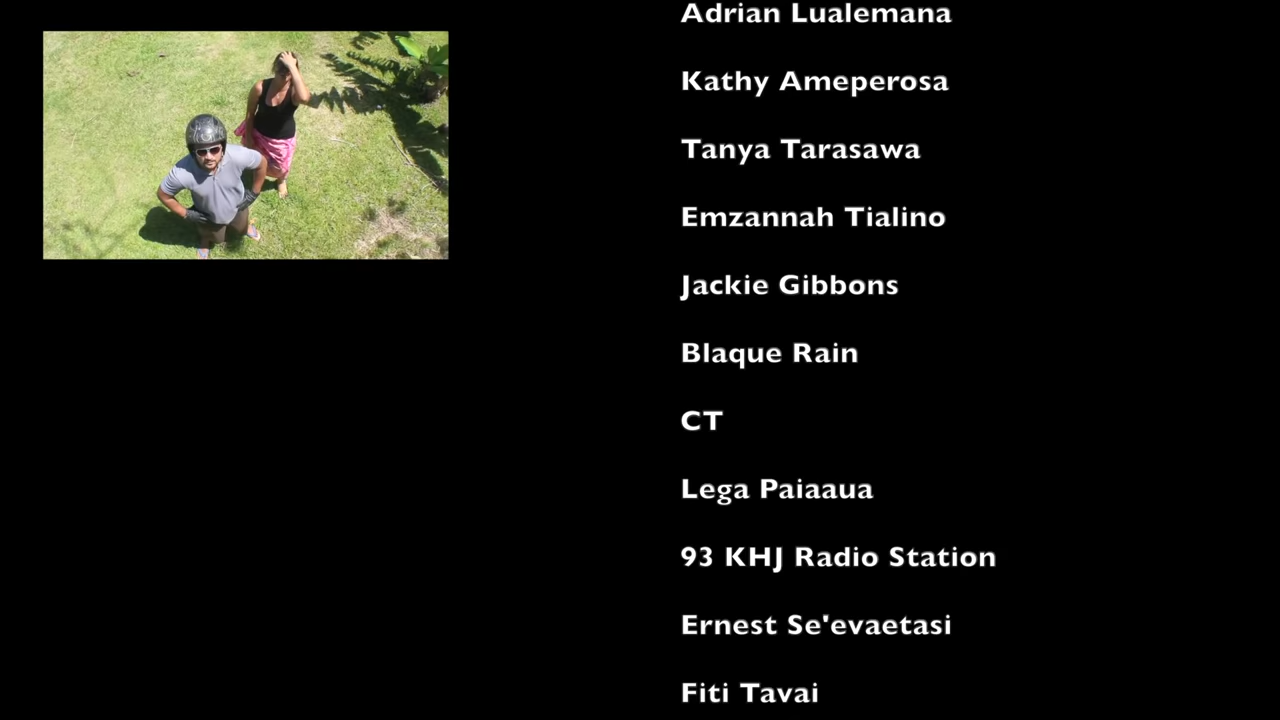 Adrian Lualemana
Kathy Ameperosa
Tanya Tarasawa
Emzannah Tialino
Jackie Gibbons
Blaque Rain
CT
Lega Paiaaua
93 KHJ Radio Station
Ernest Se'evaetasi
Fiti Tavai